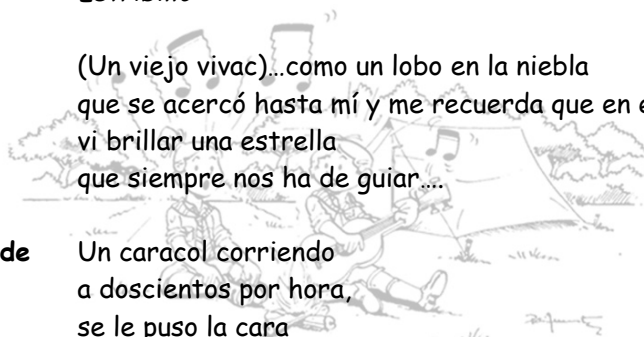 (Un viejo vivac)…como un lobo en la niebla
que se acercó hasta mí y me recuerda que en
vi brillar una estrella
que siempre nos ha de guiar….
de Un caracol corriendo
a doscientos por hora,
se le puso la cara